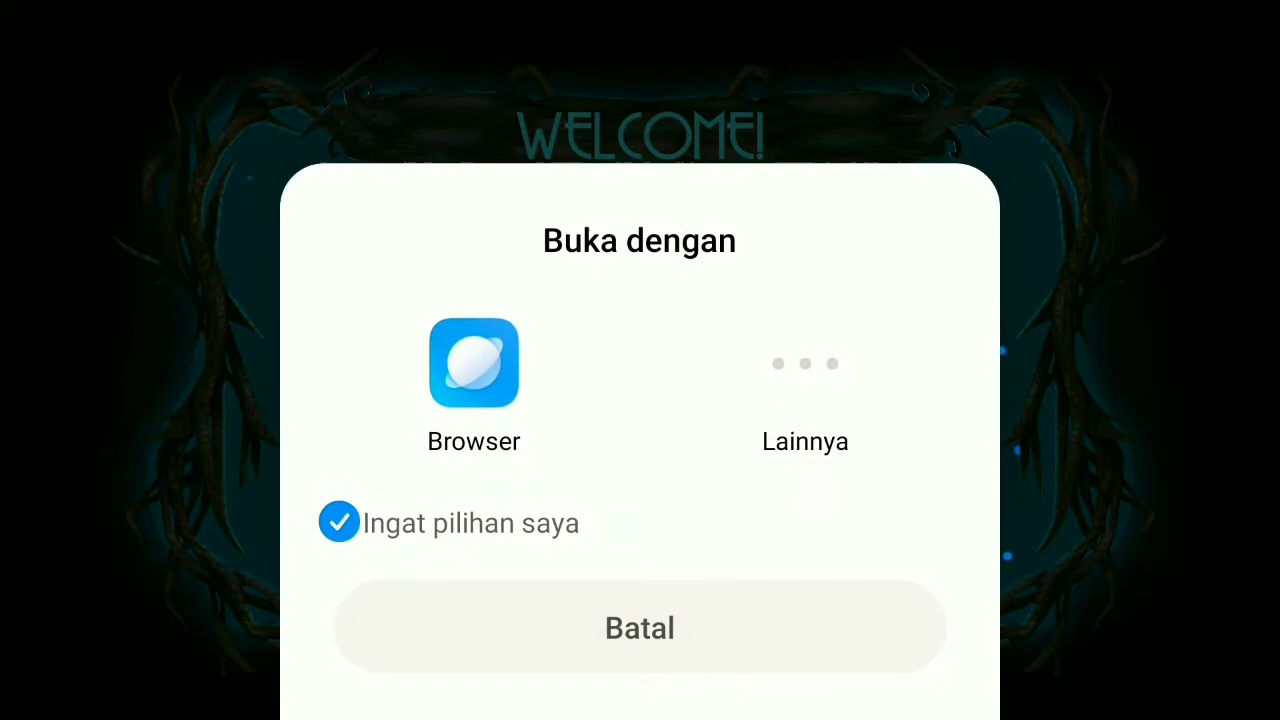 WELCOME!
Buka dengan
Browser
Lainnya
Ingat pilihan saya
Batal